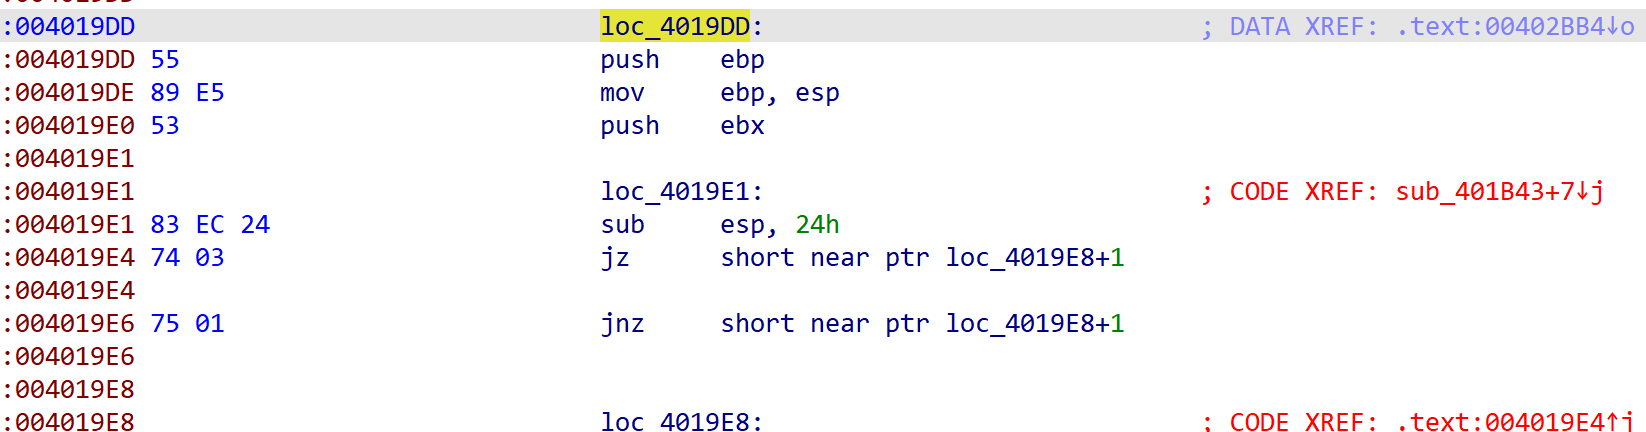 :004019DD
:004019DD loc_4019DD: ; DATA XREF: .text:00402BB4↓o
:004019DD 55 push ebp
:004019DE 89 E5 mov ebp, esp
:004019E0 53 push ebx
:004019E1
:004019E1 loc_4019E1: ; CODE XREF: sub_401B43+7↓j
:004019E1 83 EC 24 sub esp, 24h
:004019E4 74 03 jz short near ptr loc_4019E8+1
:004019E4
:004019E6 75 01 jnz short near ptr loc_4019E8+1
:004019E6
:004019E8
:004019E8 loc_4019E8: ; CODE XREF: .text:004019E4↑j